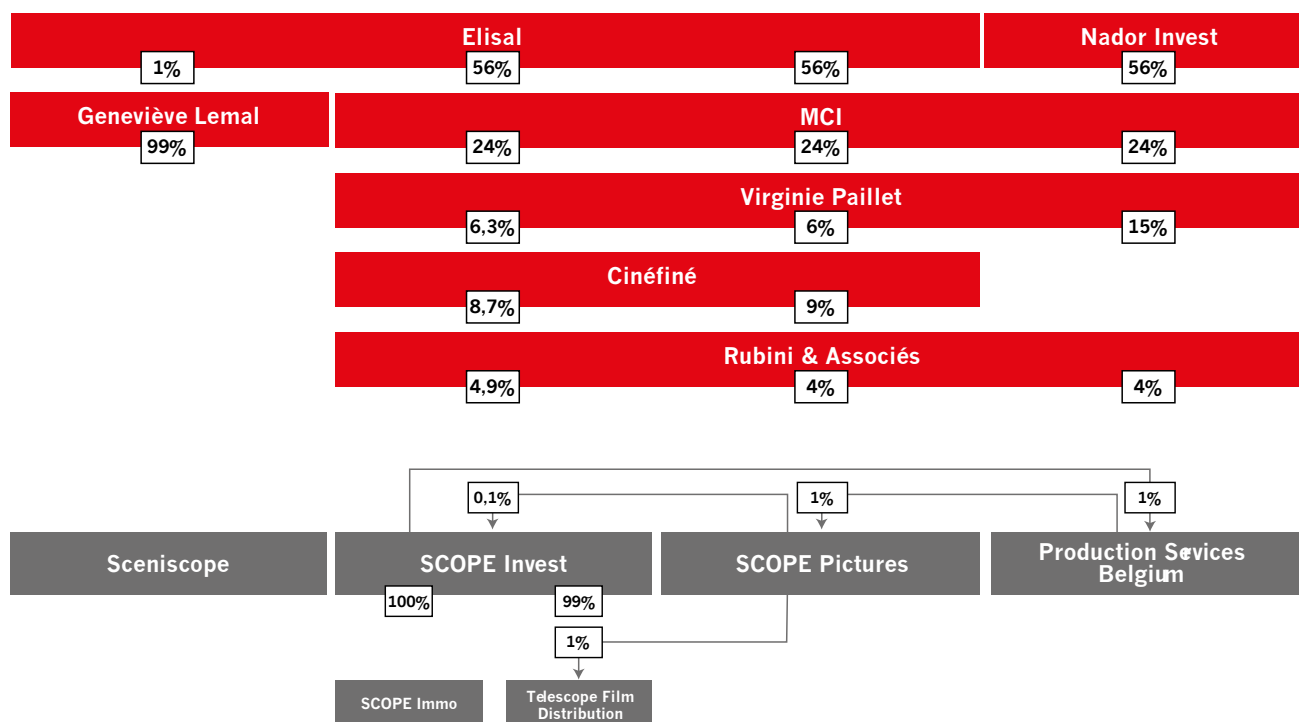 Elisal
Nador Invest
1%
56%
56%
56%
Geneviève Lemal
MCI
99%
24%
24%
24%
Virginie Paillet
6,3%
6%
15%
Cinéfiné
8,7%
9%
Rubini & Associés
4,9%
4%
4%
0,1%
1%
1%
Sceniscope
SCOPE Invest
SCOPE Pictures
Production Services
Belgium
100%
99%
1%
SCOPE Immo
Telescope Film
Distribution